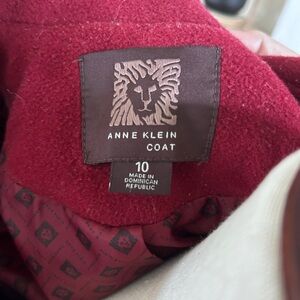 ANNE KLEIN
COAT
10
MADE IN
DOMINICAN
REPUBLIC